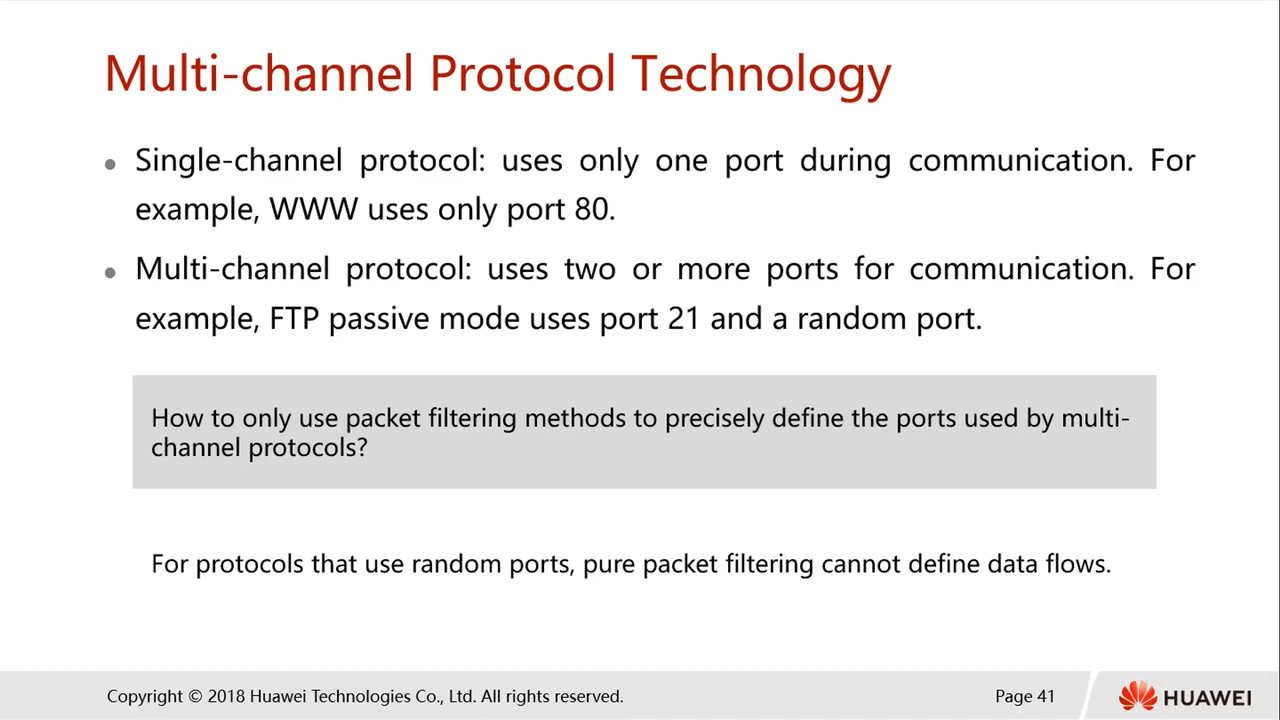 Multi-channel Protocol Technology
Single-channel protocol: uses only one port during communication. For
example, WWW uses only port 80.
Multi-channel protocol: uses two or more ports for communication. For
example, FTP passive mode uses port 21 and a random port.
How to only use packet filtering methods to precisely define the ports used by multi-
channel protocols?
For protocols that use random ports, pure packet filtering cannot define data flows.
Copyright © 2018 Huawei Technologies Co., Ltd. All rights reserved.
Page 41
HUAWEI